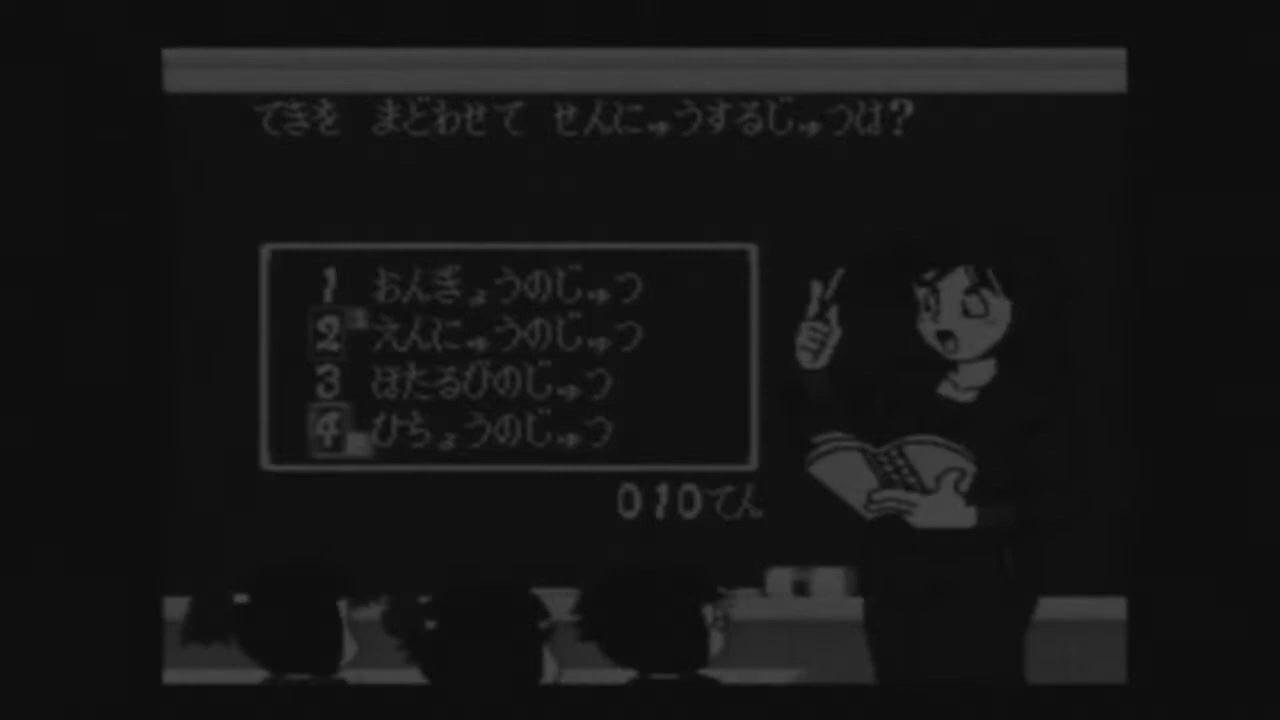 てきを まどわせて せんにゅうするじゅつは?
1 おんぎょうのじゅつ
2 えんにゅうのじゅつ
3 ほたるびのじゅつ
4 ひちょうのじゅつ
010てん